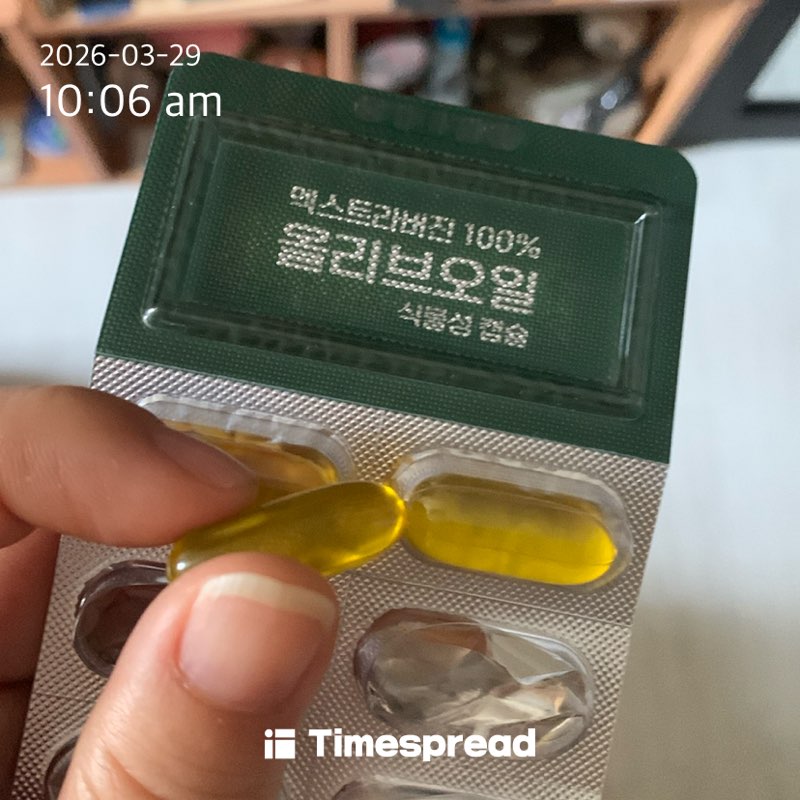 2026-03-29
10:06 am
엑스트라버진 100%
올리브오일
식물성 캡슐
Timespread